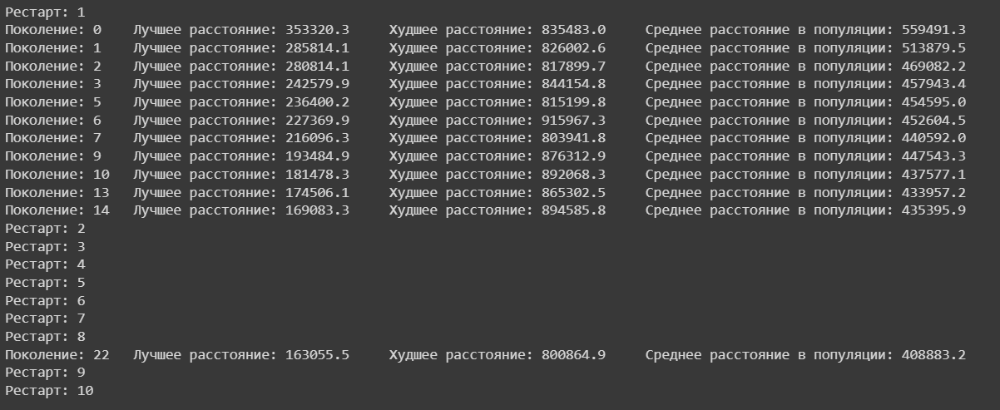 Рестарт: 1
Поколение: 0 Лучшее расстояние: 353320.3 Худшее расстояние: 835483.0 Среднее расстояние в популяции: 559491.3
Поколение: 1 Лучшее расстояние: 285814.1 Худшее расстояние: 826002.6 Среднее расстояние в популяции: 513879.5
Поколение: 2 Лучшее расстояние: 280814.1 Худшее расстояние: 817899.7 Среднее расстояние в популяции: 469082.2
Поколение: 3 Лучшее расстояние: 242579.9 Худшее расстояние: 844154.8 Среднее расстояние в популяции: 457943.4
Поколение: 5 Лучшее расстояние: 236400.2 Худшее расстояние: 815199.8 Среднее расстояние в популяции: 454595.0
Поколение: 6 Лучшее расстояние: 227369.9 Худшее расстояние: 915967.3 Среднее расстояние в популяции: 452604.5
Поколение: 7 Лучшее расстояние: 216096.3 Худшее расстояние: 803941.8 Среднее расстояние в популяции: 440592.0
Поколение: 9 Лучшее расстояние: 193484.9 Худшее расстояние: 876312.9 Среднее расстояние в популяции: 447543.3
Поколение: 10 Лучшее расстояние: 181478.3 Худшее расстояние: 892068.3 Среднее расстояние в популяции: 437577.1
Поколение: 13 Лучшее расстояние: 174506.1 Худшее расстояние: 865302.5 Среднее расстояние в популяции: 433957.2
Поколение: 14 Лучшее расстояние: 169083.3 Худшее расстояние: 894585.8 Среднее расстояние в популяции: 435395.9
Рестарт: 2
Рестарт: 3
Рестарт: 4
Рестарт: 5
Рестарт: 6
Рестарт: 7
Рестарт: 8
Поколение: 22 Лучшее расстояние: 163055.5 Худшее расстояние: 800864.9 Среднее расстояние в популяции: 408883.2
Рестарт: 9
Рестарт: 10